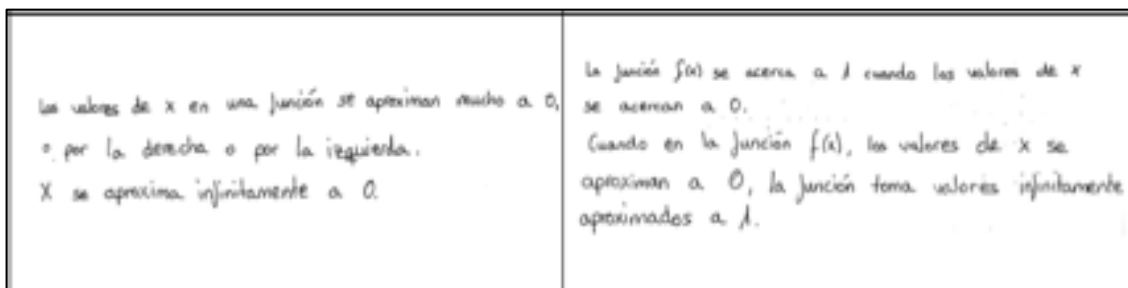 Los valores de x en una función se aproximan mucho a 0,
o por la derecha o por la izquierda.
X se aproxima infinitamente a 0.
La función f(x) se acerca a 1 cuando los valores de x
se acercan a 0.
Cuando en la función f(x), los valores de x se
aproximan a 0, la función toma valores infinitamente
aproximados a 1.